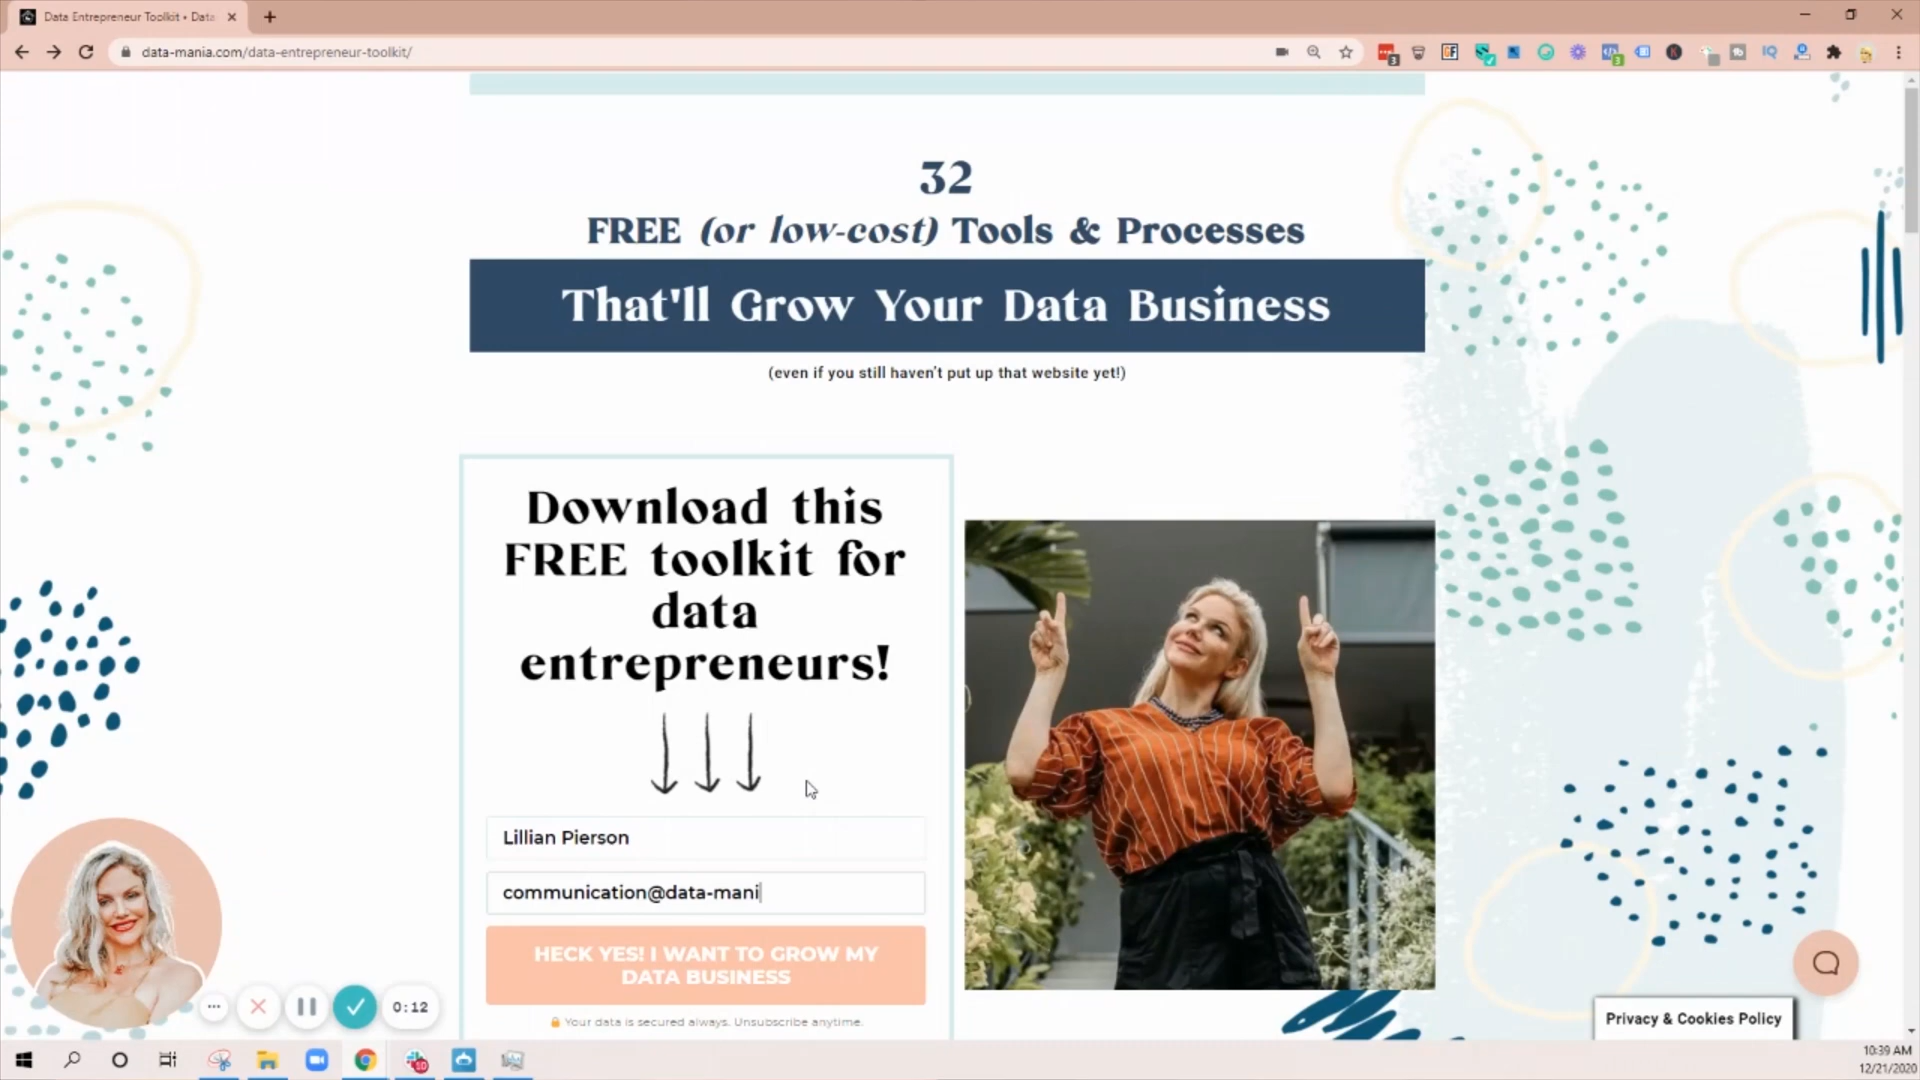 Data Entrepreneur Toolkit • Data
data-mania.com/data-entrepreneur-toolkit/
32
FREE (or low-cost) Tools & Processes
That'll Grow Your Data Business
(even if you still haven't put up that website yet!)
Download this
FREE toolkit for
data
entrepreneurs!
Lillian Pierson
communication@data-mani
HECK YES! I WANT TO GROW MY
DATA BUSINESS
Your data is secured always. Unsubscribe anytime.
0:12
Privacy & Cookies Policy
10:39 AM
12/21/2020